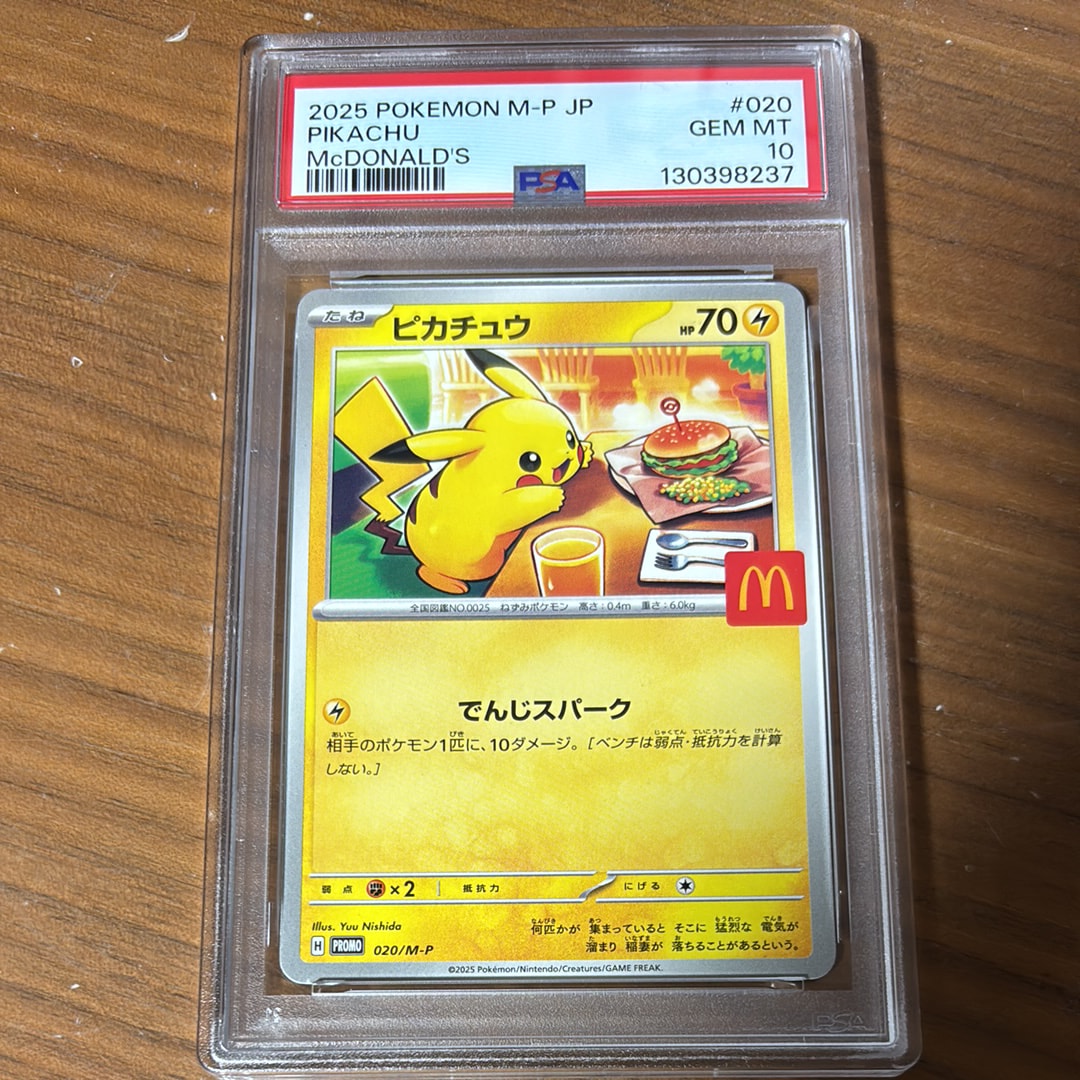 2025 POKEMON M-P JP #020
PIKACHU GEM MT
McDONALD'S 10
PSA 130398237
たね ピカチュウ HP 70
全国図鑑NO.0025 ねずみポケモン 高さ:0.4m 重さ:6.0kg
M
でんじスパーク
相手のポケモン1匹に、10ダメージ。[ベンチは弱点・抵抗力を計算
しない。]
弱点 ×2 抵抗力 にげる
Illus. Yuu Nishida
何匹かが 集まっていると そこに 猛烈な 電気が
溜まり 稲妻が 落ちることがあるという。
H PROMO 020/M-P
©2025 Pokémon/Nintendo/Creatures/GAME FREAK.
PSA